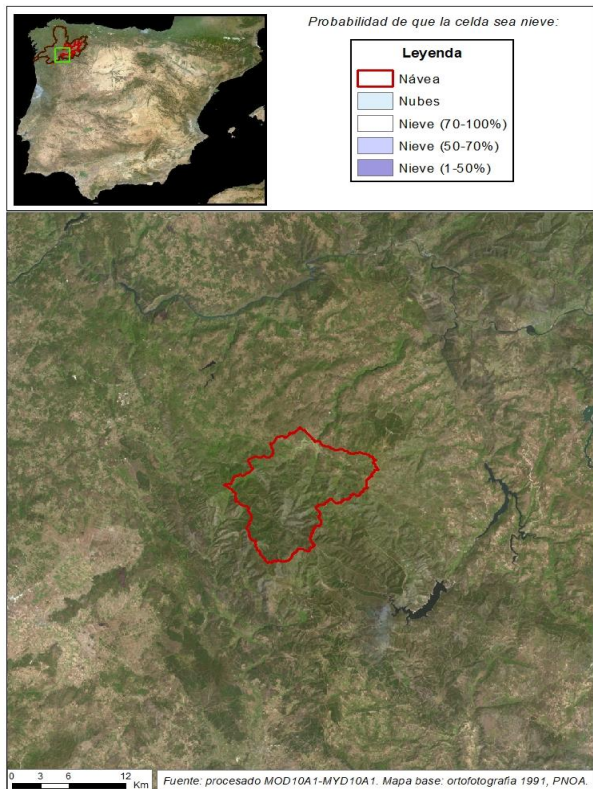 Probabilidad de que la celda sea nieve:
Leyenda
Návea
Nubes
Nieve (70-100%)
Nieve (50-70%)
Nieve (1-50%)
0 3 6 12
Km
Fuente: procesado MOD10A1-MYD10A1. Mapa base: ortofotografia 1991, PNOA.